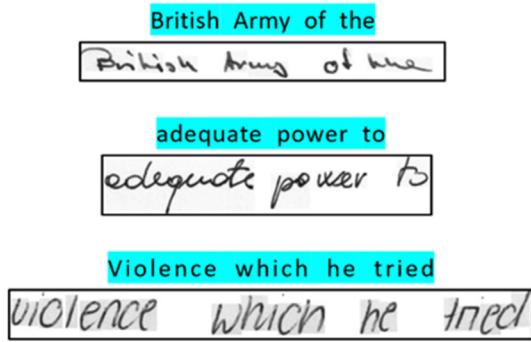 British Army of the
British Army of the
adequate power to
adequate power to
Violence which he tried
violence which he tried